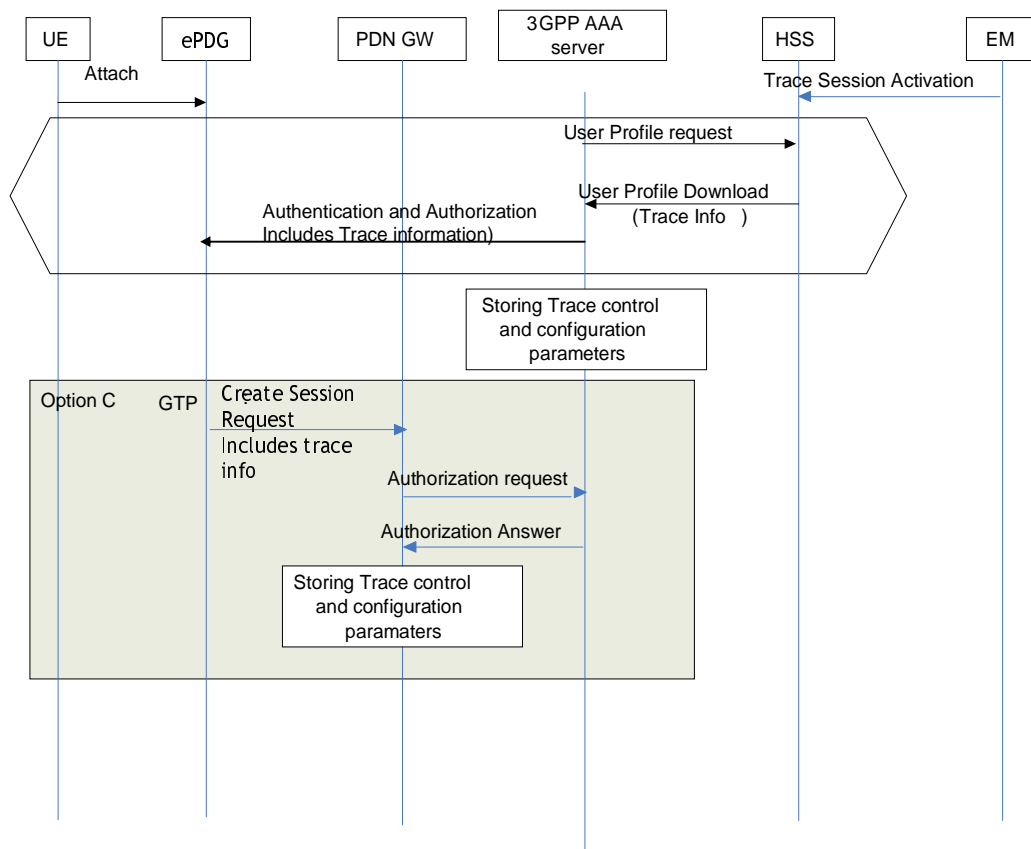 UE
ePDG
PDN GW
3GPP AAA
server
HSS
EM
Attach
Trace Session Activation
User Profile request
User Profile Download
(Trace Info )
Authentication and Authorization
Includes Trace information)
Storing Trace control
and configuration
parameters
Option C
GTP
Create Session
Request
Includes trace
info
Authorization request
Authorization Answer
Storing Trace control
and configuration
paramaters